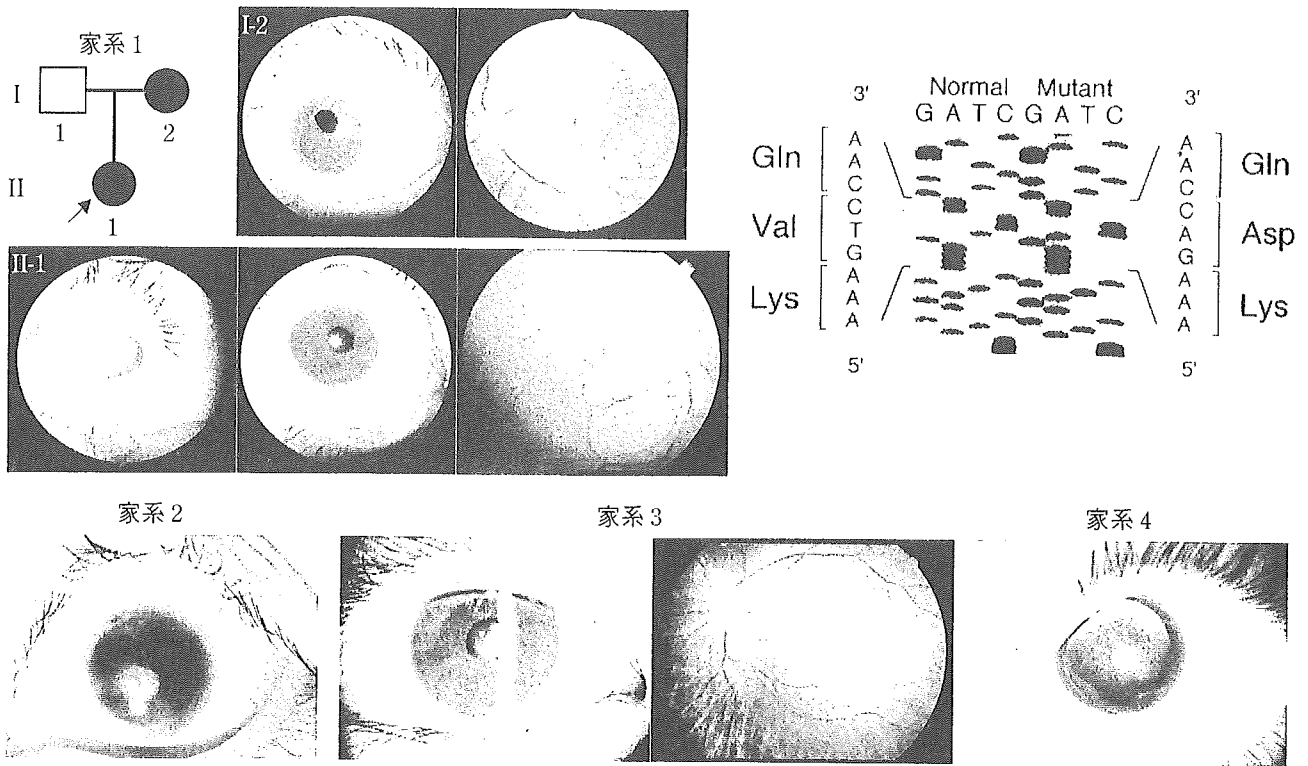 家系1
I
1
2
II
1
I-2
II-1
Normal Mutant
3' G A T C G A T C 3'
Gln
A
A
C
Val
C
T
G
Lys
A
A
A
5'
A
A
C
Gln
C
A
G
Asp
A
A
A
Lys
5'
家系2
家系3
家系4